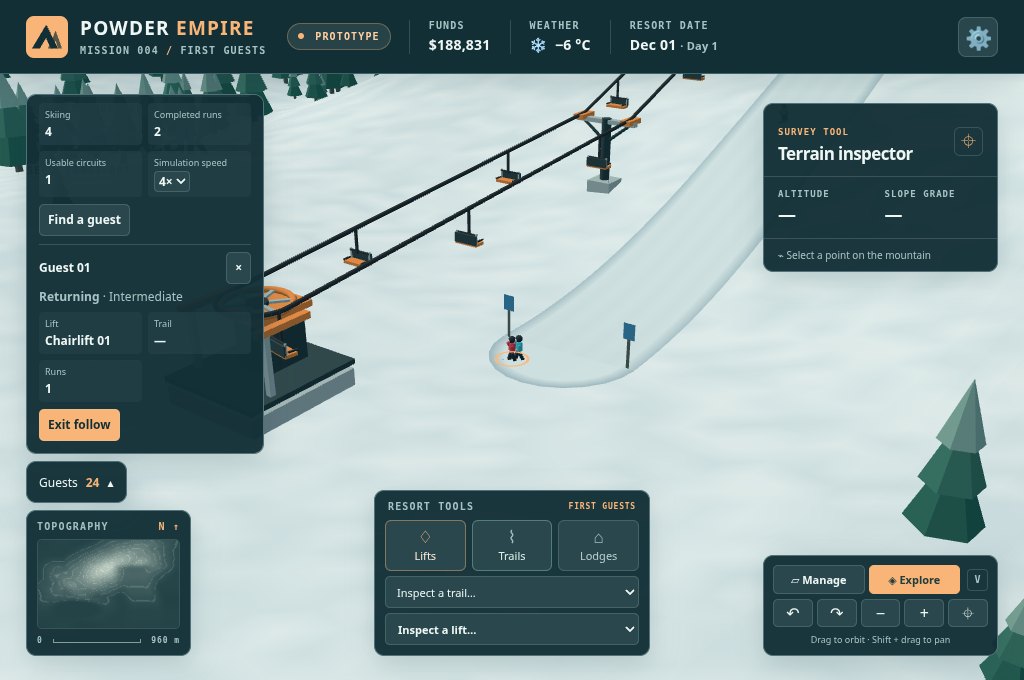 POWDER EMPIRE
MISSION 004 / FIRST GUESTS
PROTOTYPE
FUNDS
$188,831
WEATHER
−6 °C
RESORT DATE
Dec 01 · Day 1
Skiing
4
Completed runs
2
Usable circuits
1
Simulation speed
4×
Find a guest
Guest 01
×
Returning · Intermediate
Lift
Chairlift 01
Trail
—
Runs
1
Exit follow
Guests 24 ▲
TOPOGRAPHY N ↑
0 960 m
SURVEY TOOL
Terrain inspector
ALTITUDE
—
SLOPE GRADE
—
⌁ Select a point on the mountain
RESORT TOOLS FIRST GUESTS
♢ Lifts
⌇ Trails
⌂ Lodges
Inspect a trail...
Inspect a lift...
▱ Manage
◈ Explore
V
↶ ↷ − + ⌖
Drag to orbit · Shift + drag to pan